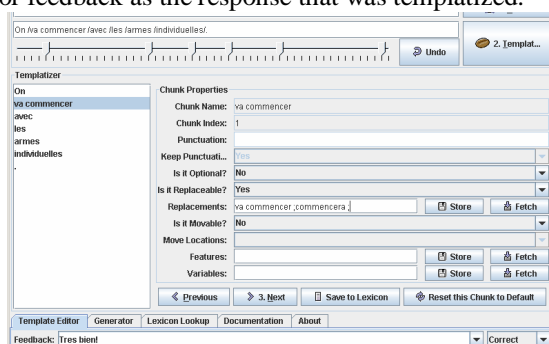 or feedback as the response that was templatized.
On /va commencer /avec /les /armes /individuelles/.
Undo
2. Templat...
Templatizer
On
va commencer
avec
les
armes
individuelles
.
Chunk Properties
Chunk Name: va commencer
Chunk Index: 1
Punctuation:
Keep Punctuati... Yes
Is it Optional? No
Is it Replaceable? Yes
Replacements: va commencer ;commencera ; Store Fetch
Is it Movable? No
Move Locations:
Features: Store Fetch
Variables: Store Fetch
Previous 3. Next Save to Lexicon Reset this Chunk to Default
Template Editor Generator Lexicon Lookup Documentation About
Feedback: Tres bien! Correct